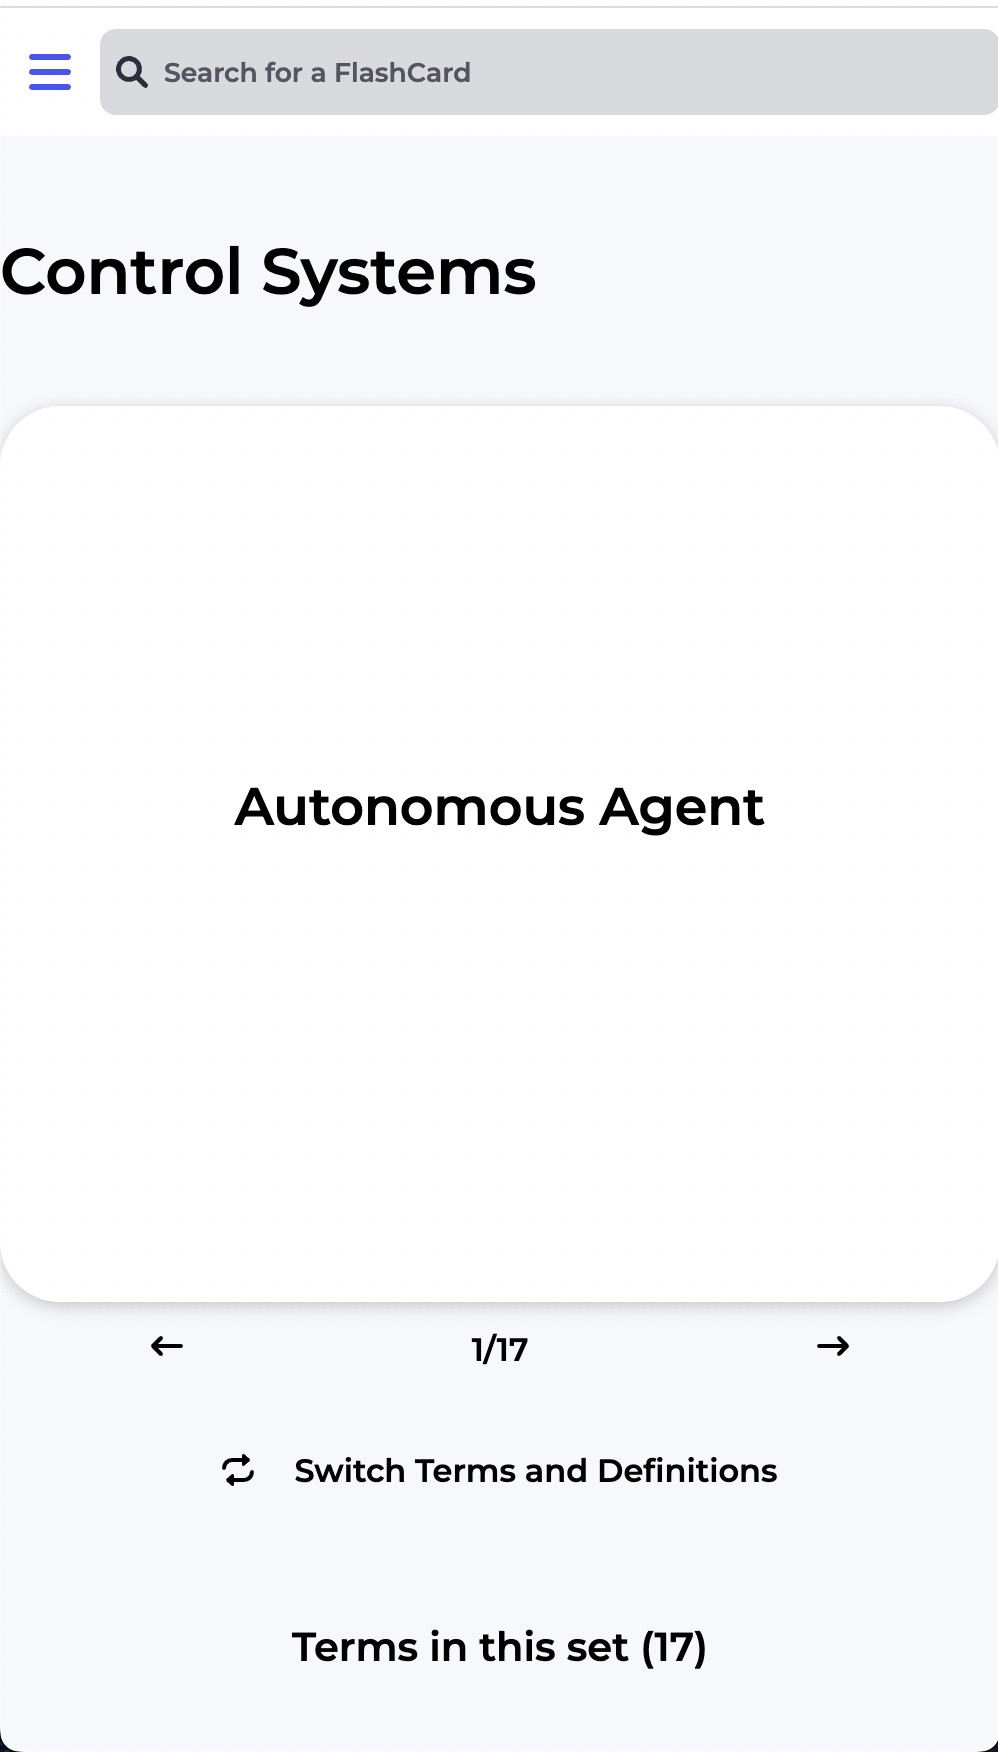 Search for a FlashCard
Control Systems
Autonomous Agent
1/17
Switch Terms and Definitions
Terms in this set (17)